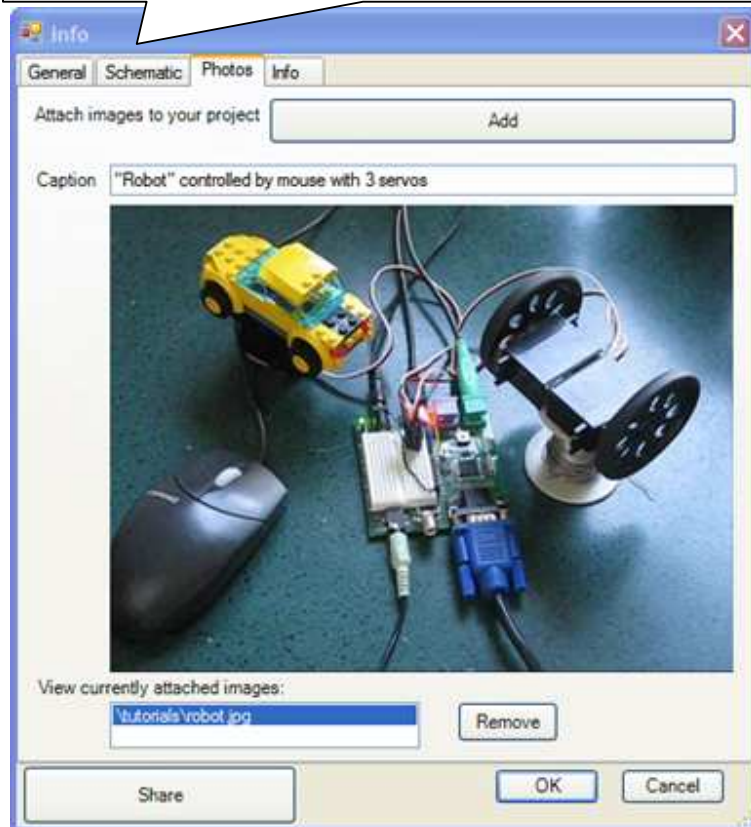 Info
General Schematic Photos Info
Attach images to your project Add
Caption "Robot" controlled by mouse with 3 servos
View currently attached images:
\tutorials\robot.jpg
Remove
Share OK Cancel